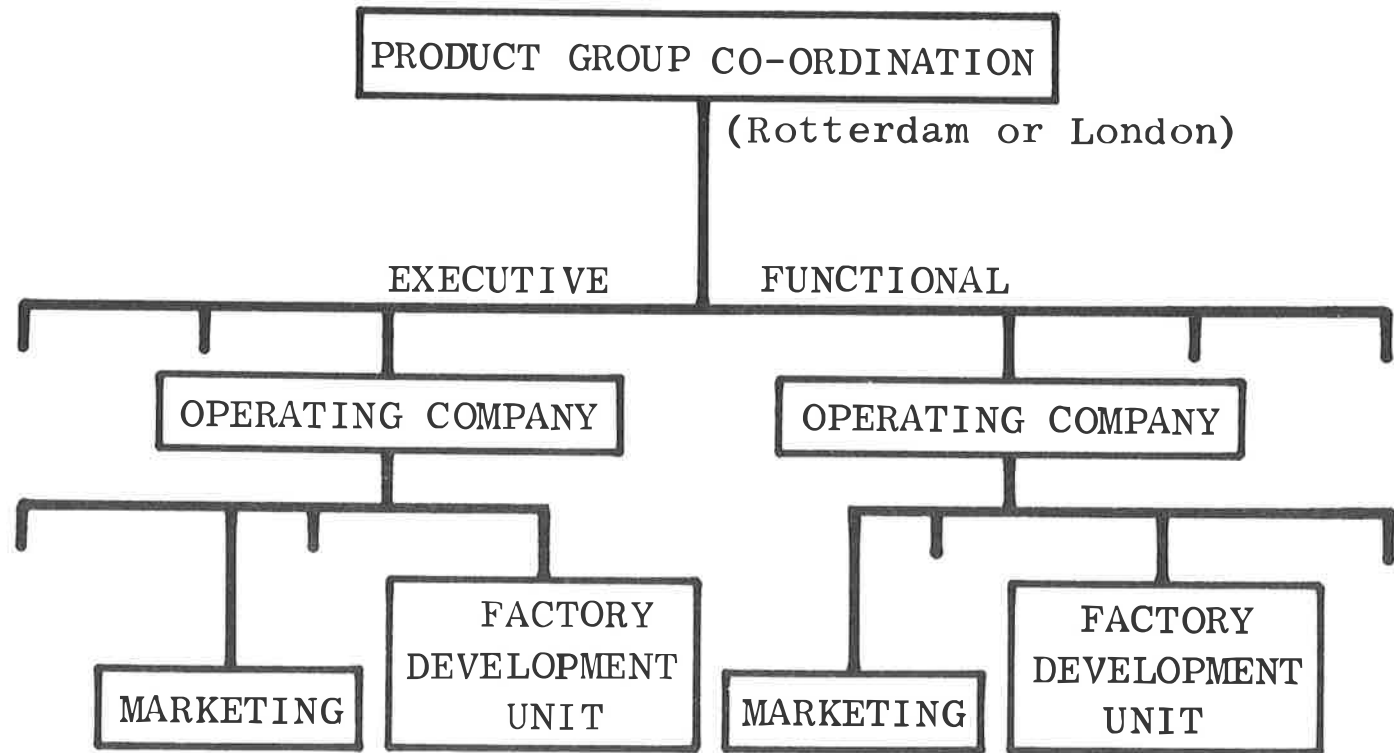 PRODUCT GROUP CO-ORDINATION
(Rotterdam or London)
EXECUTIVE FUNCTIONAL
OPERATING COMPANY
OPERATING COMPANY
MARKETING
FACTORY
DEVELOPMENT
UNIT
MARKETING
FACTORY
DEVELOPMENT
UNIT